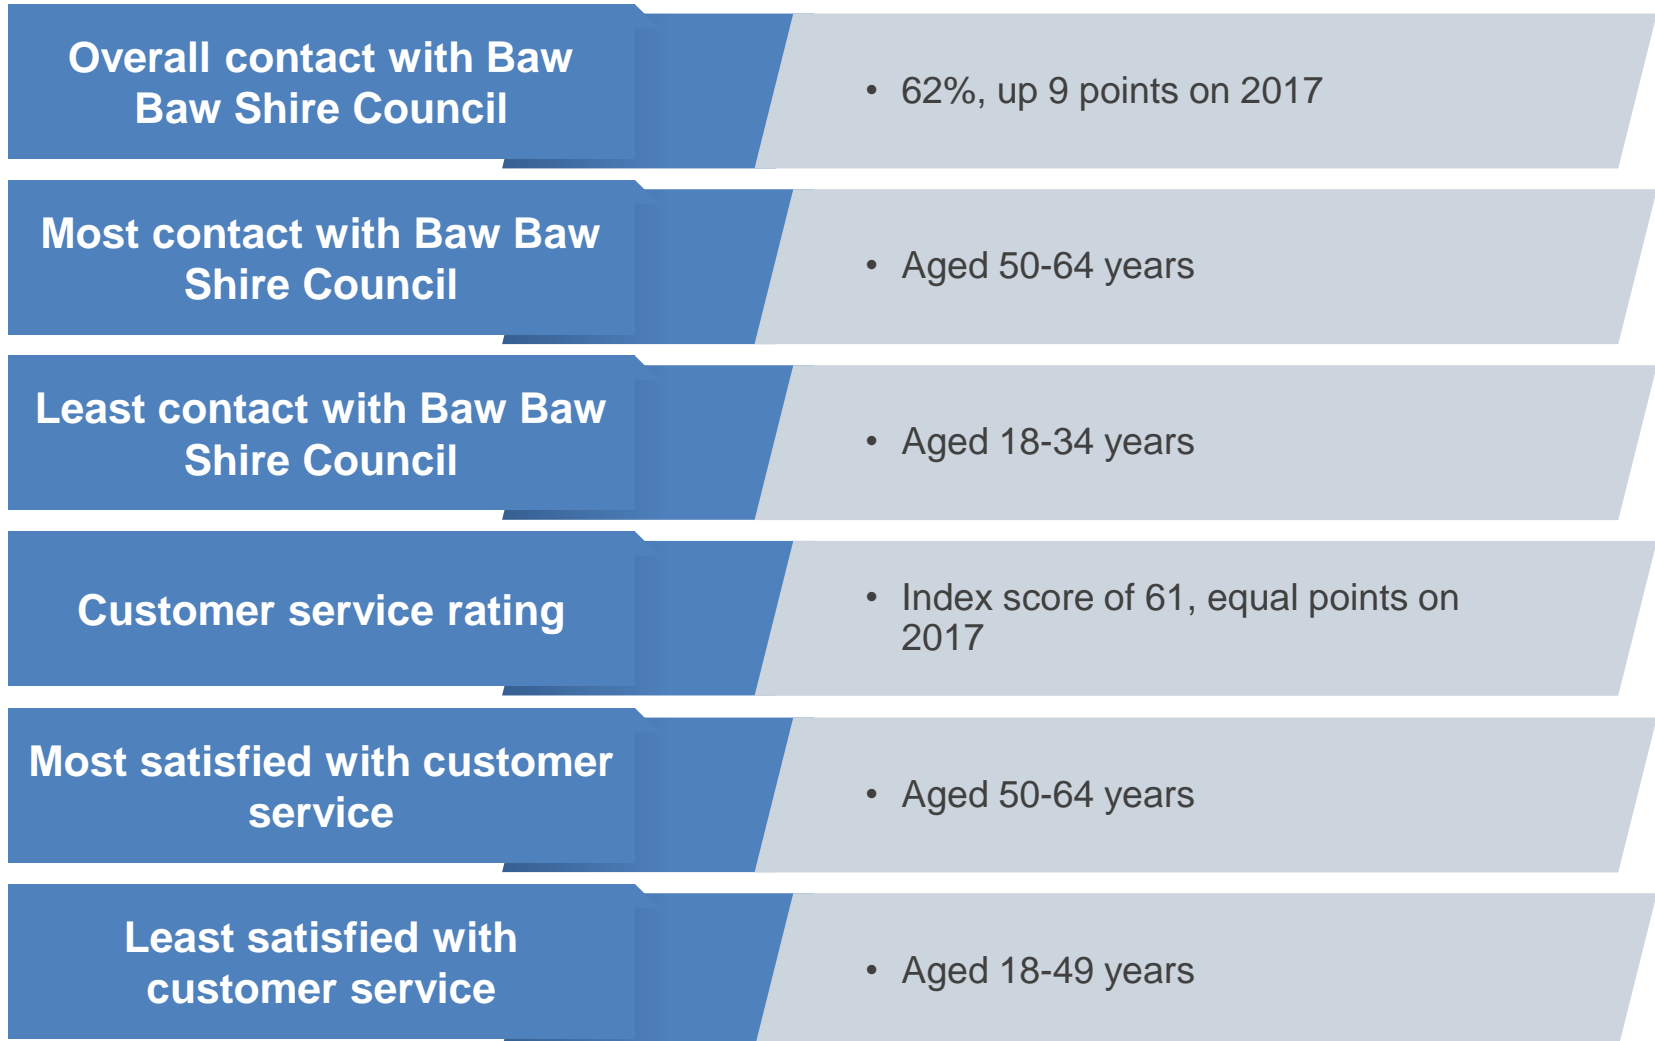 Overall contact with Baw
Baw Shire Council
• 62%, up 9 points on 2017
Most contact with Baw Baw
Shire Council
• Aged 50-64 years
Least contact with Baw Baw
Shire Council
• Aged 18-34 years
Customer service rating
• Index score of 61, equal points on
2017
Most satisfied with customer
service
• Aged 50-64 years
Least satisfied with
customer service
• Aged 18-49 years